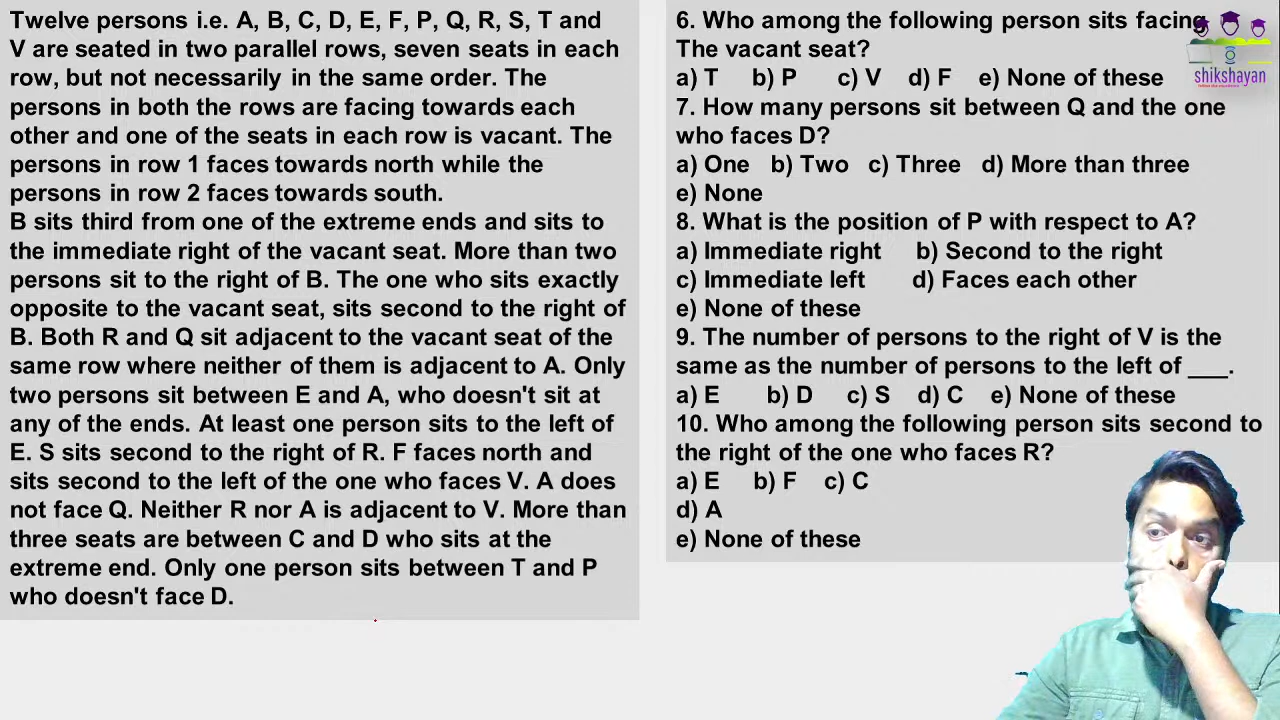 Twelve persons i.e. A, B, C, D, E, F, P, Q, R, S, T and
V are seated in two parallel rows, seven seats in each
row, but not necessarily in the same order. The
persons in both the rows are facing towards each
other and one of the seats in each row is vacant. The
persons in row 1 faces towards north while the
persons in row 2 faces towards south.
B sits third from one of the extreme ends and sits to
the immediate right of the vacant seat. More than two
persons sit to the right of B. The one who sits exactly
opposite to the vacant seat, sits second to the right of
B. Both R and Q sit adjacent to the vacant seat of the
same row where neither of them is adjacent to A. Only
two persons sit between E and A, who doesn't sit at
any of the ends. At least one person sits to the left of
E. S sits second to the right of R. F faces north and
sits second to the left of the one who faces V. A does
not face Q. Neither R nor A is adjacent to V. More than
three seats are between C and D who sits at the
extreme end. Only one person sits between T and P
who doesn't face D.
6. Who among the following person sits facing
The vacant seat?
a) T b) P c) V d) F e) None of these
7. How many persons sit between Q and the one
who faces D?
a) One b) Two c) Three d) More than three
e) None
8. What is the position of P with respect to A?
a) Immediate right b) Second to the right
c) Immediate left d) Faces each other
e) None of these
9. The number of persons to the right of V is the
same as the number of persons to the left of ___.
a) E b) D c) S d) C e) None of these
10. Who among the following person sits second to
the right of the one who faces R?
a) E b) F c) C
d) A
e) None of these
shikshayan